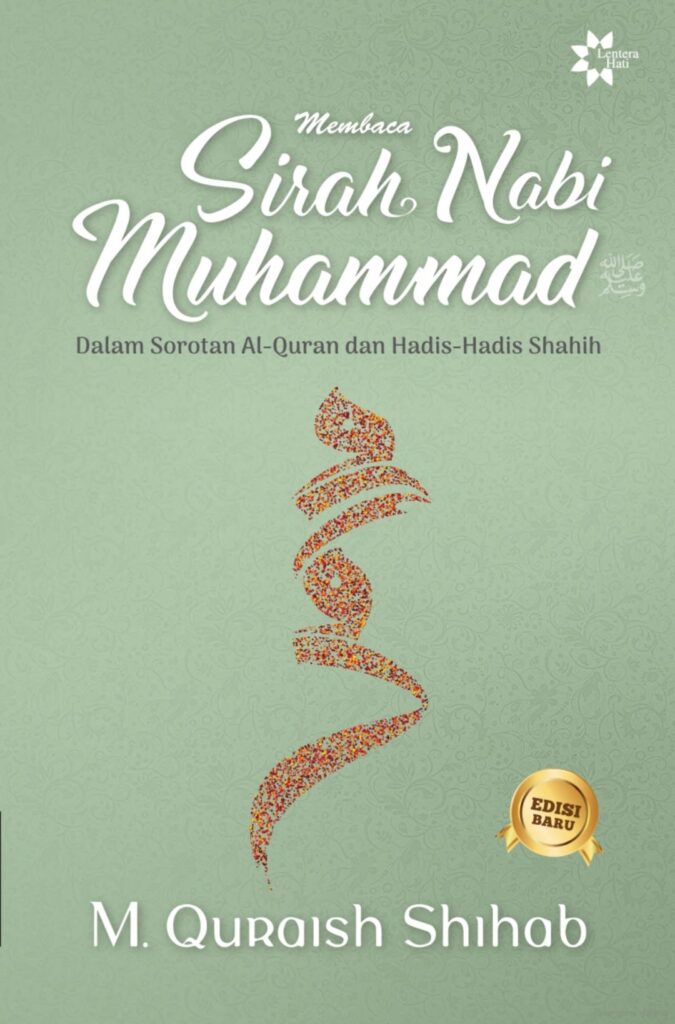 Lentera
Hati
Membaca
Sirah Nabi
Muhammad
صلى الله
عليه
وسلم
Dalam Sorotan Al-Quran dan Hadis-Hadis Shahih
محمد
EDISI
BARU
M. Quraish Shihab